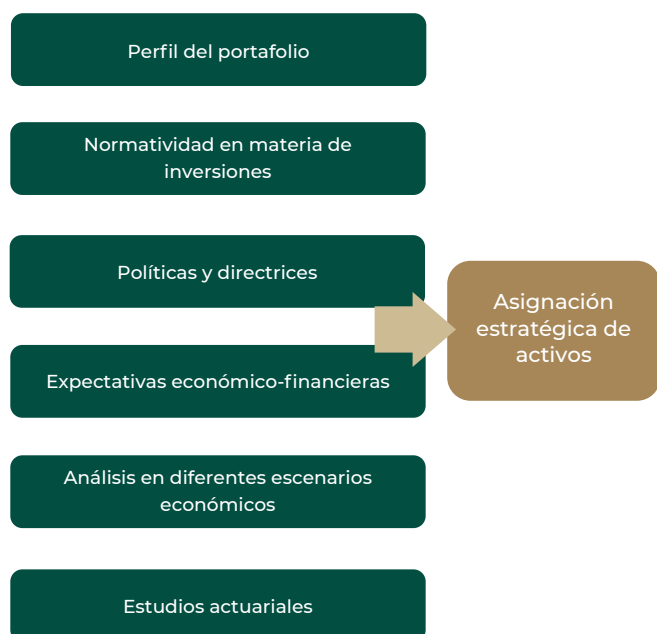 Perfil del portafolio
Normatividad en materia de
inversiones
Políticas y directrices
Expectativas económico-financieras
Análisis en diferentes escenarios
económicos
Estudios actuariales
Asignación
estratégica de
activos